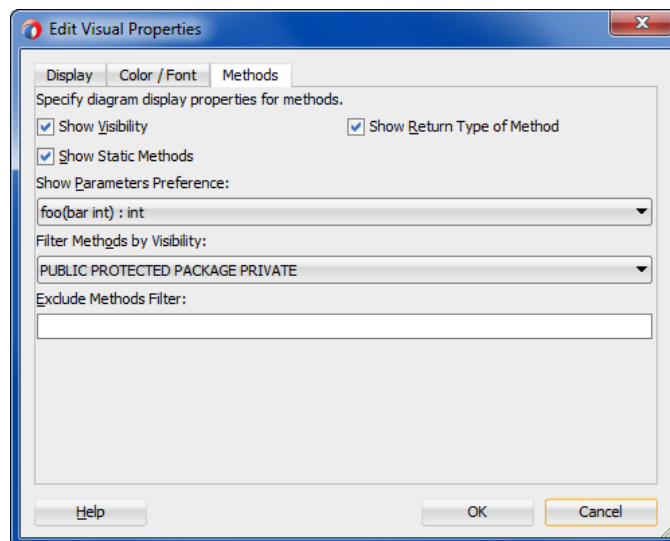 Edit Visual Properties
Display Color / Font Methods
Specify diagram display properties for methods.
Show Visibility Show Return Type of Method
Show Static Methods
Show Parameters Preference:
foo(bar int) : int
Filter Methods by Visibility:
PUBLIC PROTECTED PACKAGE PRIVATE
Exclude Methods Filter:
Help OK Cancel